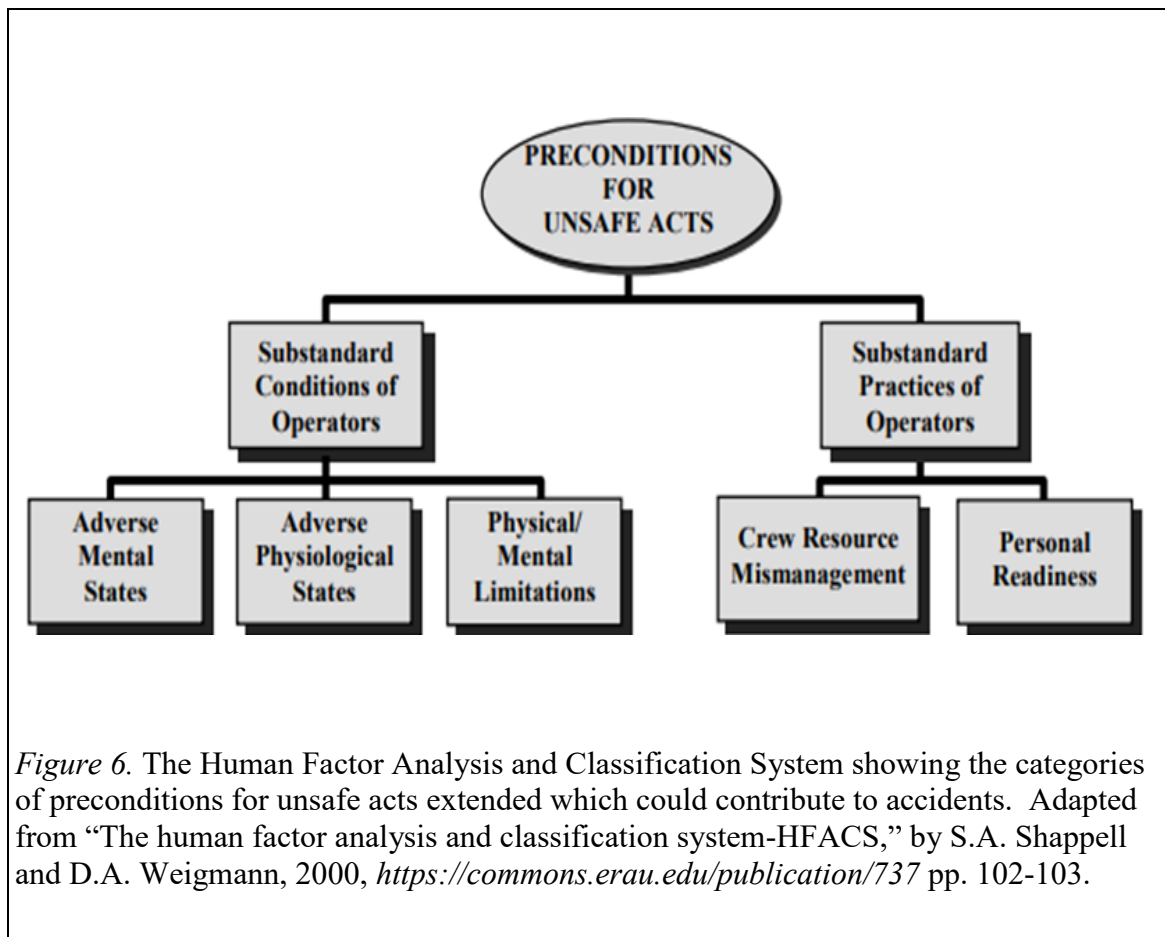 PRECONDITIONS
FOR
UNSAFE ACTS
Substandard
Conditions of
Operators
Substandard
Practices of
Operators
Adverse
Mental
States
Adverse
Physiological
States
Physical/
Mental
Limitations
Crew Resource
Mismanagement
Personal
Readiness
Figure 6. The Human Factor Analysis and Classification System showing the categories
of preconditions for unsafe acts extended which could contribute to accidents.  Adapted
from “The human factor analysis and classification system-HFACS,” by S.A. Shappell
and D.A. Weigmann, 2000, https://commons.erau.edu/publication/737 pp. 102-103.